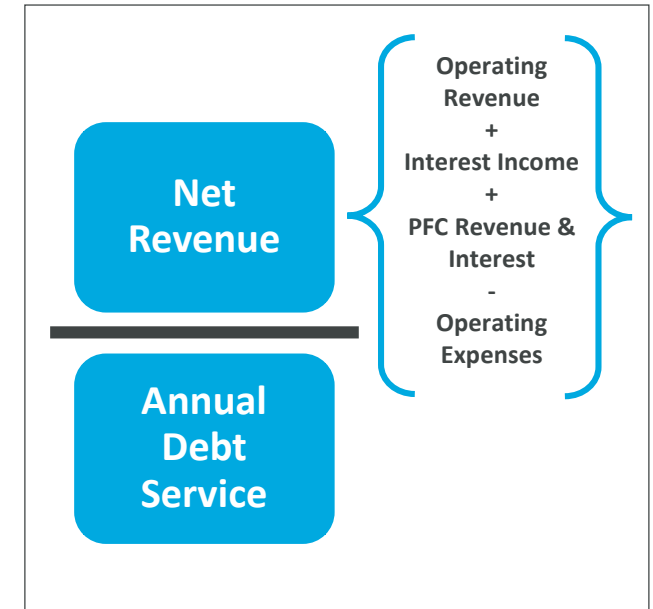 Net
Revenue
Operating
Revenue
+
Interest Income
+
PFC Revenue &
Interest
-
Operating
Expenses
Annual
Debt
Service